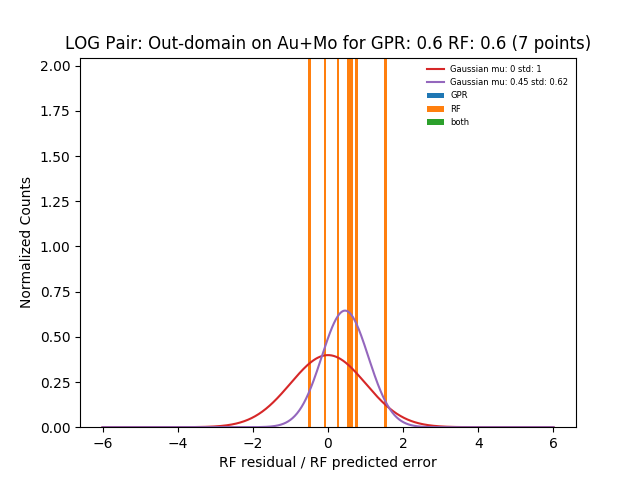 LOG Pair: Out-domain on Au+Mo for GPR: 0.6 RF: 0.6 (7 points)
2.00
1.75
1.50
1.25
1.00
0.75
0.50
0.25
0.00
Normalized Counts
Gaussian mu: 0 std: 1
Gaussian mu: 0.45 std: 0.62
GPR
RF
both
−6 −4 −2 0 2 4 6
RF residual / RF predicted error